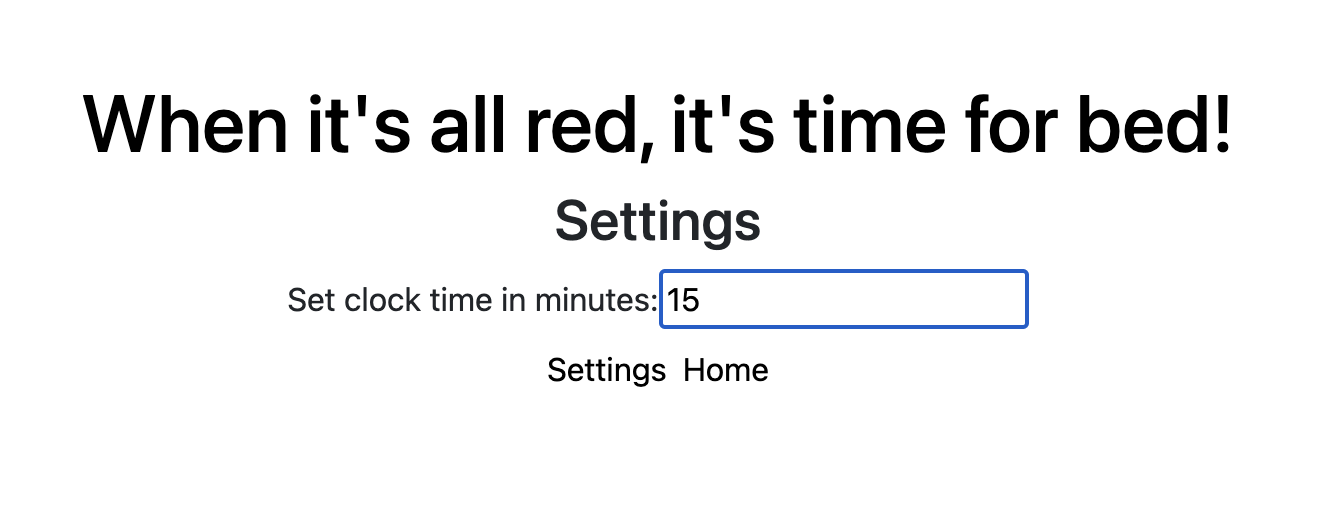 When it's all red, it's time for bed!
Settings
Set clock time in minutes: 15
Settings Home